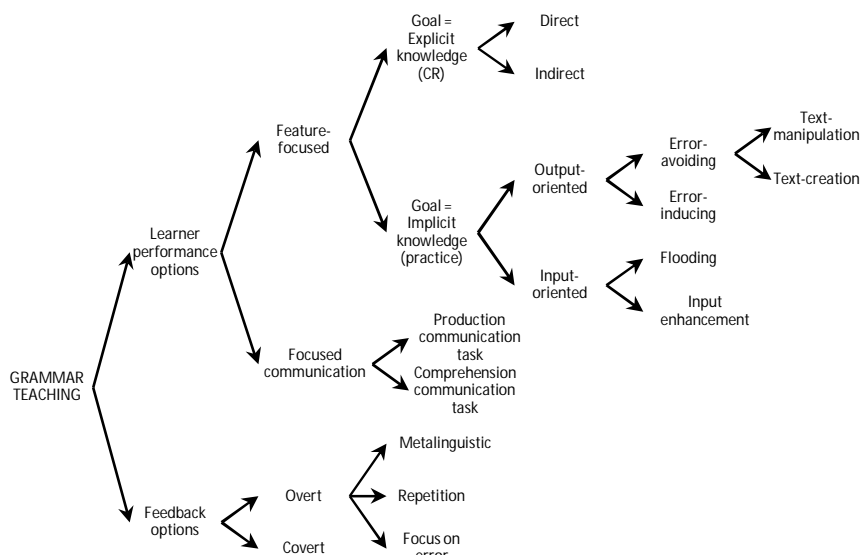 Goal =
Explicit
knowledge
(CR)
Direct
Indirect
Feature-
focused
Goal =
Implicit
knowledge
(practice)
Output-
oriented
Error-
avoiding
Text-
manipulation
Text-creation
Error-
inducing
Input-
oriented
Flooding
Input
enhancement
Learner
performance
options
Focused
communication
Production
communication
task
Comprehension
communication
task
GRAMMAR
TEACHING
Feedback
options
Overt
Covert
Metalinguistic
Repetition
Focus on
error